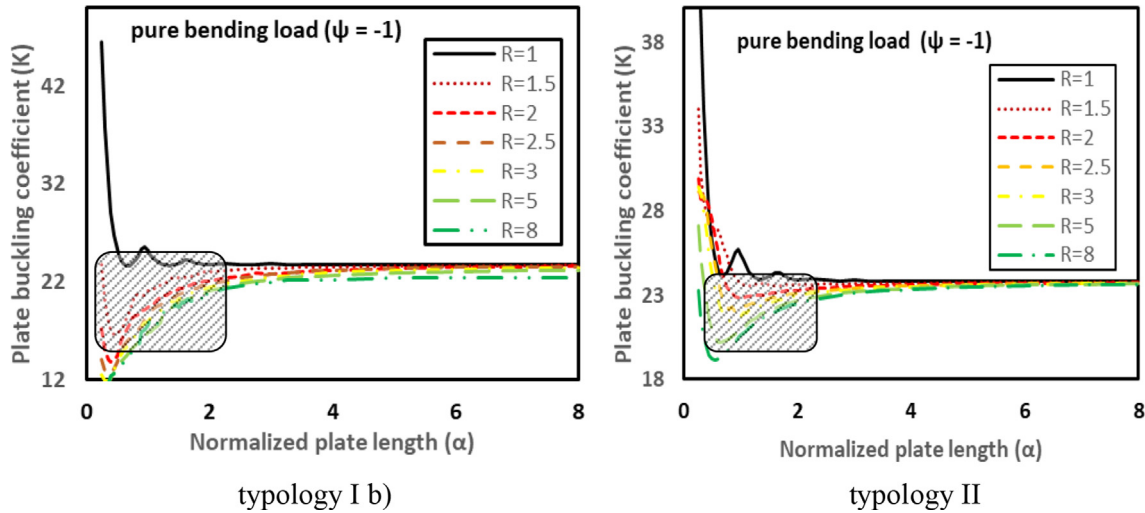 pure bending load (ψ = -1)
R=1
R=1.5
R=2
R=2.5
R=3
R=5
R=8
Plate buckling coefficient (K)
42
32
22
12
0
2
4
6
8
Normalized plate length (α)
typology I b)
pure bending load (ψ = -1)
R=1
R=1.5
R=2
R=2.5
R=3
R=5
R=8
Plate buckling coefficient (K)
38
33
28
23
18
0
2
4
6
8
Normalized plate length (α)
typology II